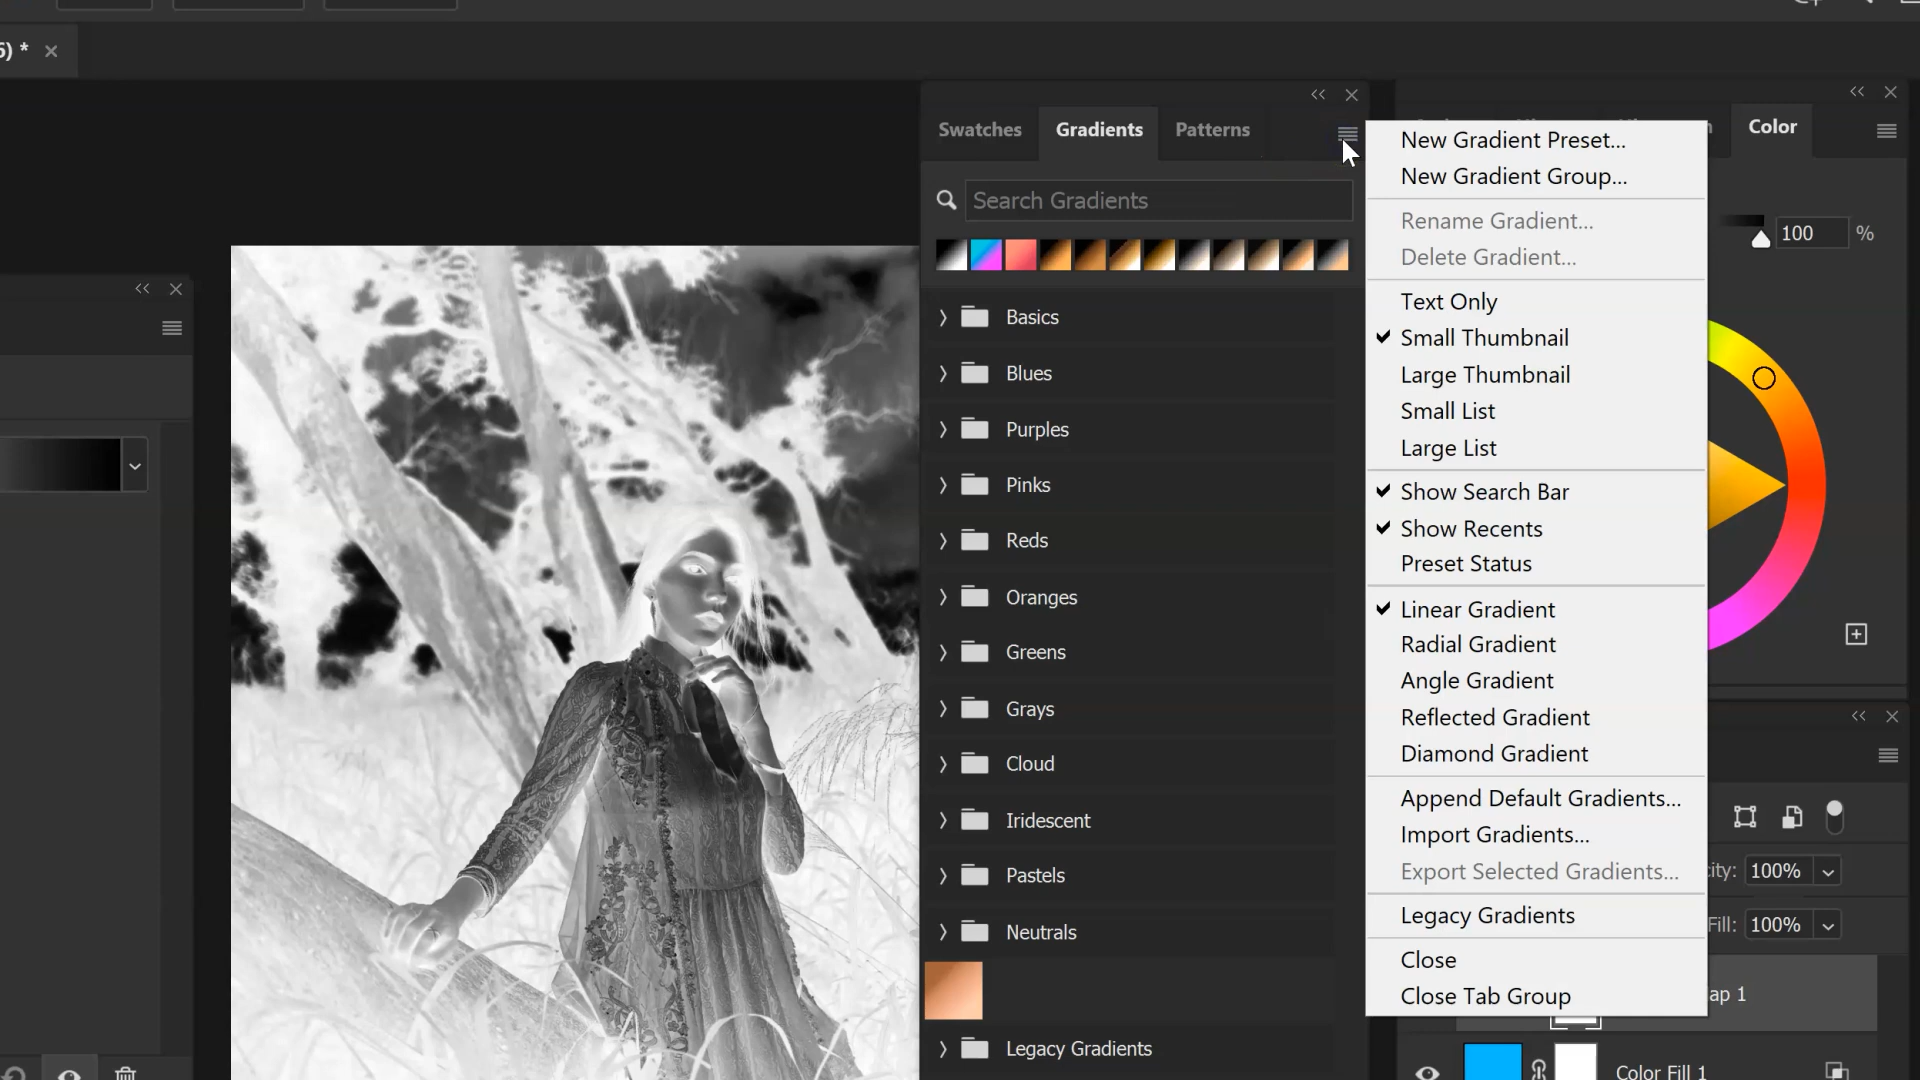 6) *
Swatches
Gradients
Patterns
Search Gradients
Basics
Blues
Purples
Pinks
Reds
Oranges
Greens
Grays
Cloud
Iridescent
Pastels
Neutrals
Legacy Gradients
New Gradient Preset...
New Gradient Group...
Rename Gradient...
Delete Gradient...
Text Only
Small Thumbnail
Large Thumbnail
Small List
Large List
Show Search Bar
Show Recents
Preset Status
Linear Gradient
Radial Gradient
Angle Gradient
Reflected Gradient
Diamond Gradient
Append Default Gradients...
Import Gradients...
Export Selected Gradients...
Legacy Gradients
Close
Close Tab Group
Color
100 %
city: 100%
Fill: 100%
ap 1
Color Fill 1